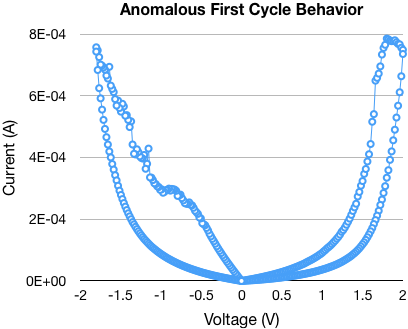 Anomalous First Cycle Behavior
8E-04
6E-04
4E-04
2E-04
0E+00
-2
-1.5
-1
-0.5
0
0.5
1
1.5
2
Current (A)
Voltage (V)